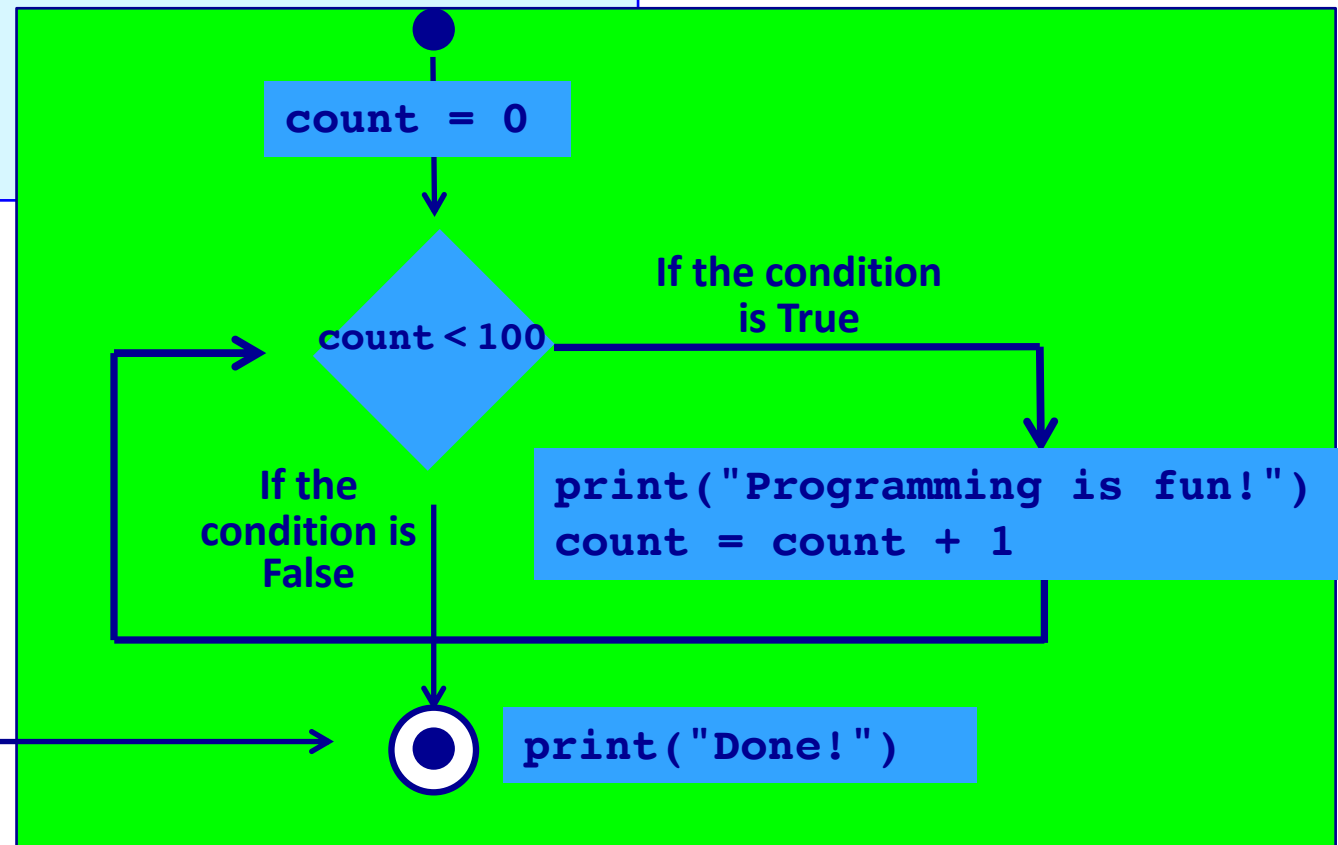 count = 0
If the condition
is True
count < 100
If the
condition is
False
print("Programming is fun!")
count = count + 1
print("Done!")